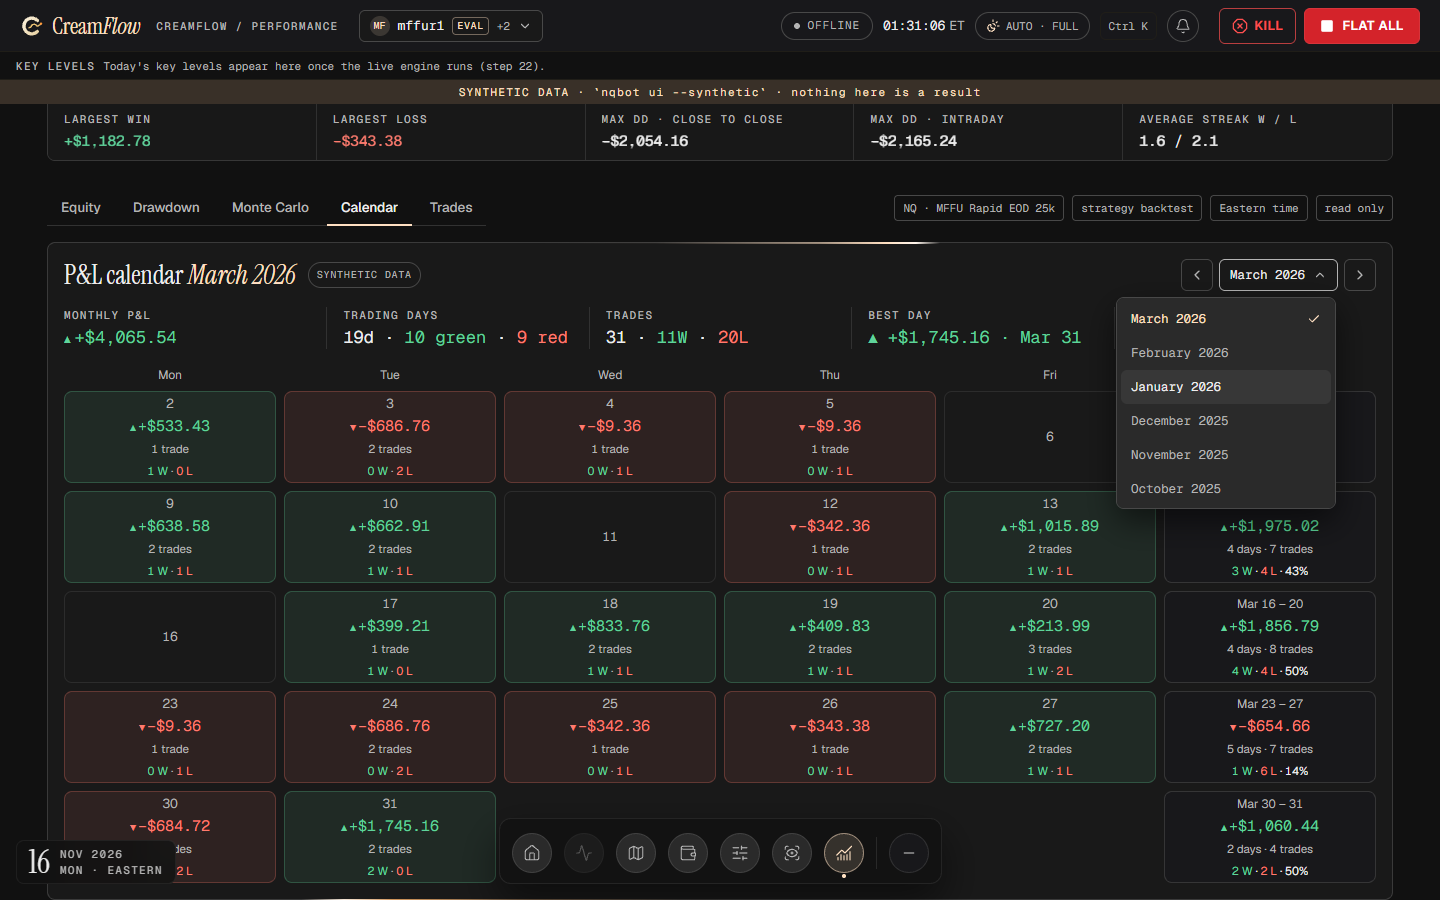 CreamFlow CREAMFLOW / PERFORMANCE MF mffur1 EVAL +2 OFFLINE 01:31:06 ET AUTO · FULL Ctrl K KILL FLAT ALL
KEY LEVELS Today's key levels appear here once the live engine runs (step 22).
SYNTHETIC DATA · `nqbot ui --synthetic` · nothing here is a result
LARGEST WIN LARGEST LOSS MAX DD · CLOSE TO CLOSE MAX DD · INTRADAY AVERAGE STREAK W / L
+$1,182.78 −$343.38 −$2,054.16 −$2,165.24 1.6 / 2.1
Equity Drawdown Monte Carlo Calendar Trades NQ · MFFU Rapid EOD 25k strategy backtest Eastern time read only
P&L calendar March 2026 SYNTHETIC DATA March 2026
MONTHLY P&L TRADING DAYS TRADES BEST DAY
▲+$4,065.54 19d · 10 green · 9 red 31 · 11W · 20L ▲ +$1,745.16 · Mar 31
March 2026
February 2026
January 2026
December 2025
November 2025
October 2025
Mon Tue Wed Thu Fri
2 3 4 5 6
▲+$533.43 ▼−$686.76 ▼−$9.36 ▼−$9.36
1 trade 2 trades 1 trade 1 trade
1 W · 0 L 0 W · 2 L 0 W · 1 L 0 W · 1 L
9 10 11 12 13
▲+$638.58 ▲+$662.91 ▼−$342.36 ▲+$1,015.89 ▲+$1,975.02
2 trades 2 trades 1 trade 2 trades 4 days · 7 trades
1 W · 1 L 1 W · 1 L 0 W · 1 L 1 W · 1 L 3 W · 4 L · 43%
16 17 18 19 20 Mar 16 – 20
▲+$399.21 ▲+$833.76 ▲+$409.83 ▲+$213.99 ▲+$1,856.79
1 trade 2 trades 2 trades 3 trades 4 days · 8 trades
1 W · 0 L 1 W · 1 L 1 W · 1 L 1 W · 2 L 4 W · 4 L · 50%
23 24 25 26 27 Mar 23 – 27
▼−$9.36 ▼−$686.76 ▼−$342.36 ▼−$343.38 ▲+$727.20 ▼−$654.66
1 trade 2 trades 1 trade 1 trade 2 trades 5 days · 7 trades
0 W · 1 L 0 W · 2 L 0 W · 1 L 0 W · 1 L 1 W · 1 L 1 W · 6 L · 14%
30 31 Mar 30 – 31
▼−$684.72 ▲+$1,745.16 ▲+$1,060.44
2 trades 2 days · 4 trades
2 L 2 W · 0 L 2 W · 2 L · 50%
16 NOV 2026
MON · EASTERN